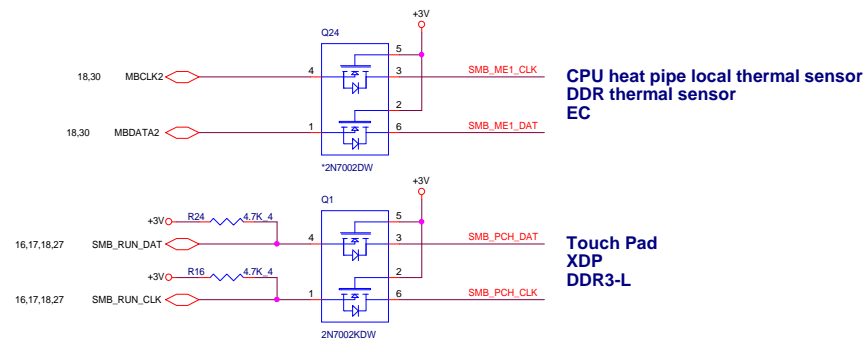 +3V
Q24
5
18,30 MBCLK2 4 3 SMB_ME1_CLK
CPU heat pipe local thermal sensor
DDR thermal sensor
EC
2
18,30 MBDATA2 1 6 SMB_ME1_DAT
*2N7002DW
+3V
Q1
+3V R24 4.7K_4
5
16,17,18,27 SMB_RUN_DAT 4 3 SMB_PCH_DAT
Touch Pad
XDP
DDR3-L
+3V R16 4.7K_4
2
16,17,18,27 SMB_RUN_CLK 1 6 SMB_PCH_CLK
2N7002KDW